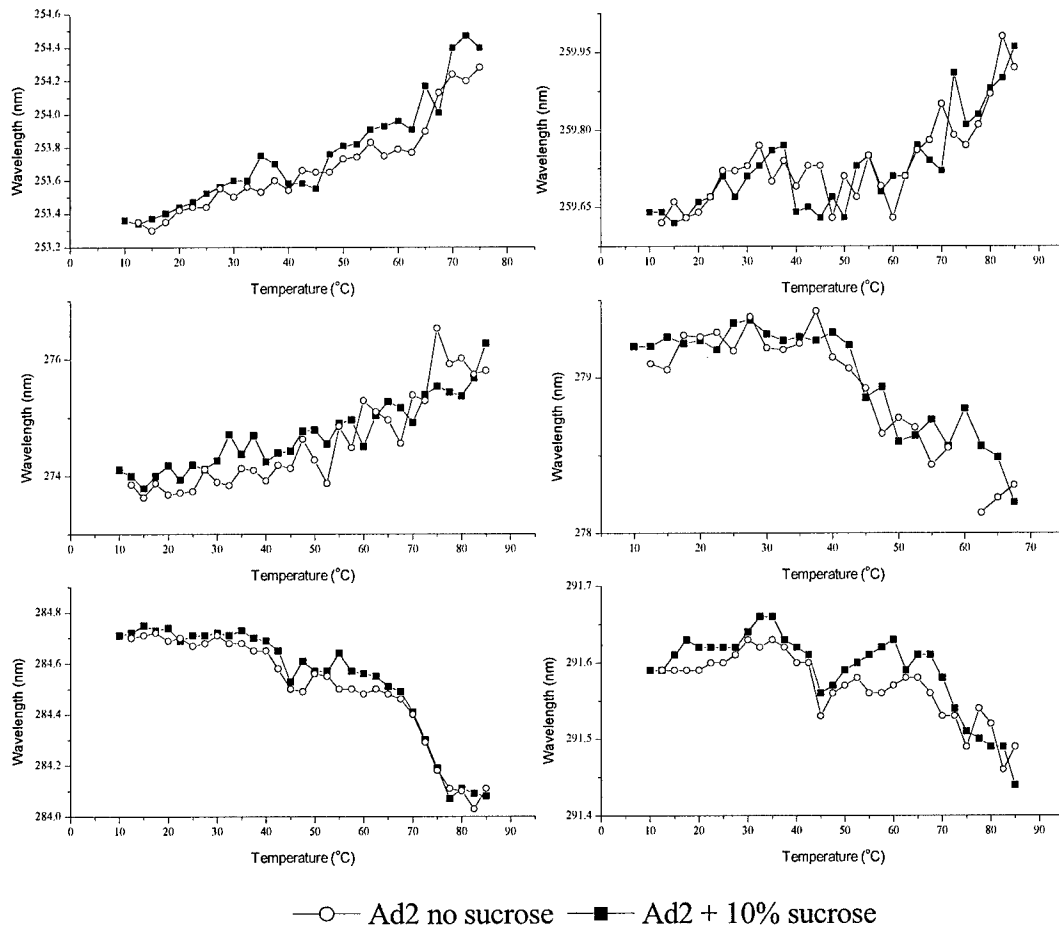 254.6
254.4
254.2
254.0
253.8
251.6
251.4
253.2
Wavelength (nm)
0 10 20 30 40 50 60 70 80
Temperature (°C)
259.95
259.80
259.65
Wavelength (nm)
0 10 20 30 40 50 60 70 80 90
Temperature (°C)
276
274
Wavelength (nm)
0 10 20 30 40 50 60 70 80 90
Temperature (°C)
279
278
Wavelength (nm)
0 10 20 30 40 50 60 70
Temperature (°C)
284.8
284.6
284.4
284.2
284.0
Wavelength (nm)
0 10 20 30 40 50 60 70 80 90
Temperature (°C)
291.7
291.6
291.5
291.4
Wavelength (nm)
0 10 20 30 40 50 60 70 80 90
Temperature (°C)
Ad2 no sucrose Ad2 + 10% sucrose